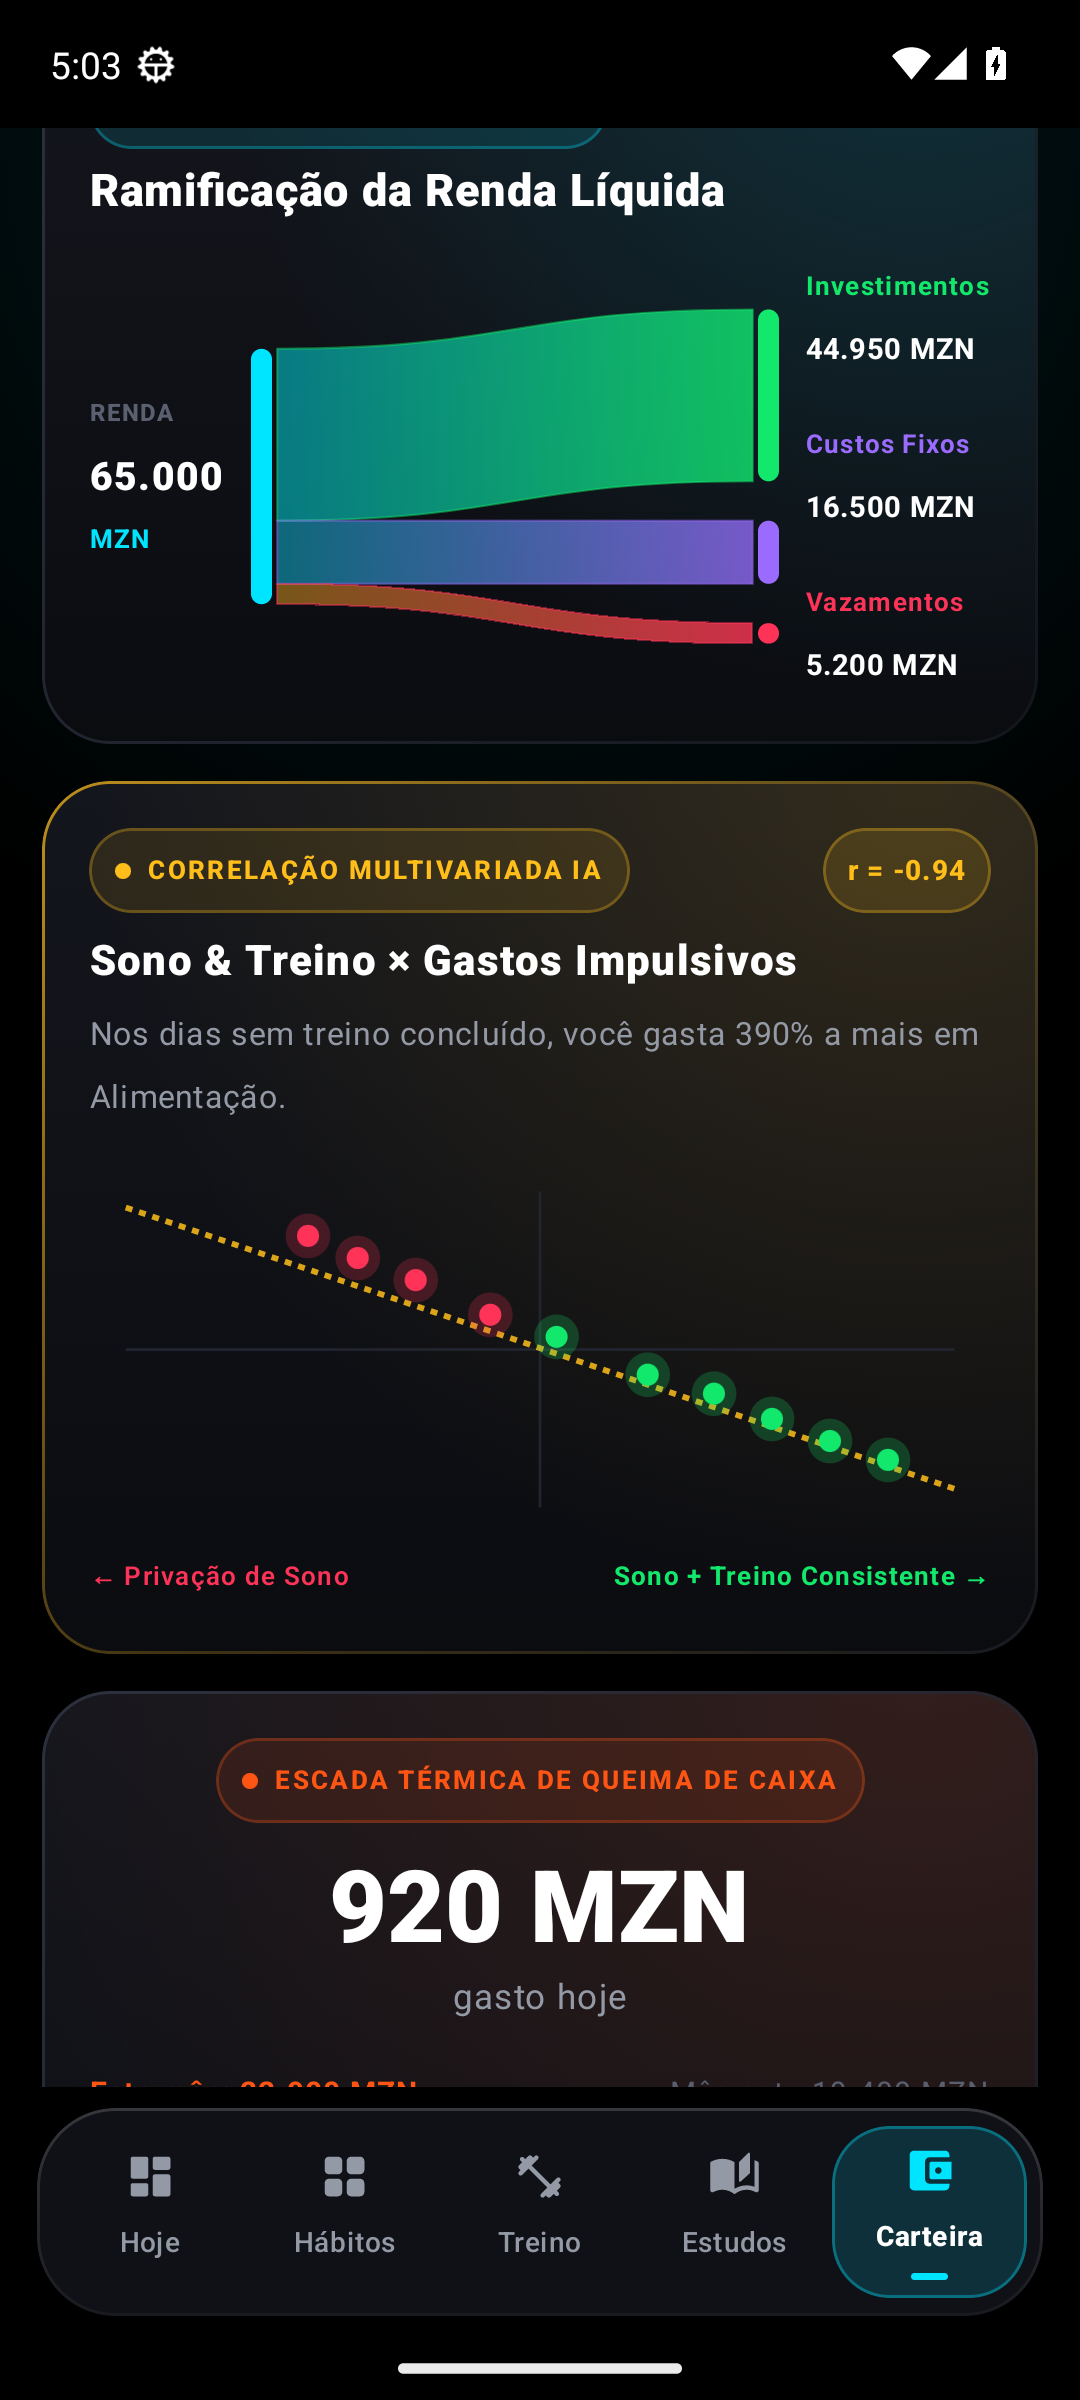 5:03
Ramificação da Renda Líquida
RENDA
65.000
MZN
Investimentos
44.950 MZN
Custos Fixos
16.500 MZN
Vazamentos
5.200 MZN
CORRELAÇÃO MULTIVARIADA IA
r = -0.94
Sono & Treino × Gastos Impulsivos
Nos dias sem treino concluído, você gasta 390% a mais em
Alimentação.
← Privação de Sono
Sono + Treino Consistente →
ESCADA TÉRMICA DE QUEIMA DE CAIXA
920 MZN
gasto hoje
Hoje
Hábitos
Treino
Estudos
Carteira